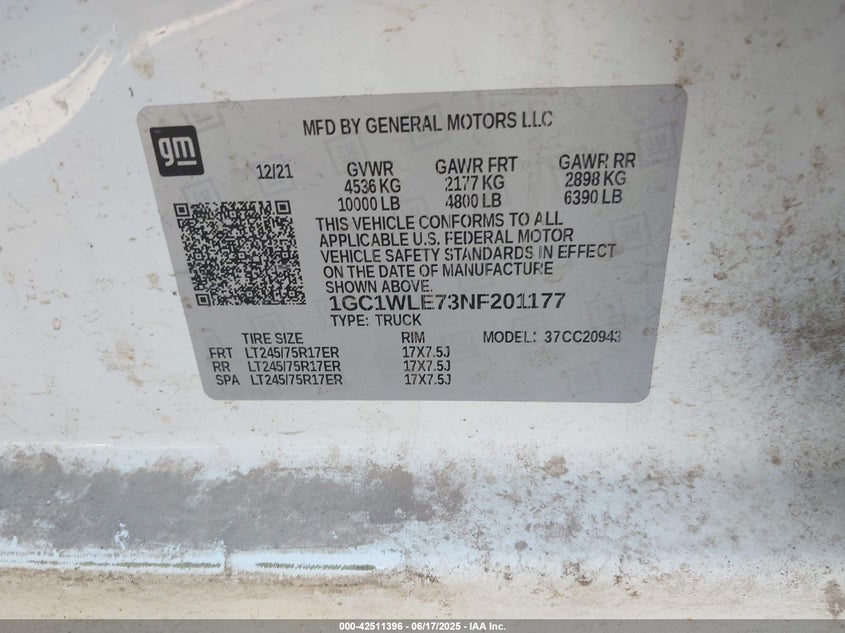 MFD BY GENERAL MOTORS LLC
gm
12/21 GVWR GAWR FRT GAWR RR
4536 KG 2177 KG 2898 KG
10000 LB 4800 LB 6390 LB
THIS VEHICLE CONFORMS TO ALL
APPLICABLE U.S. FEDERAL MOTOR
VEHICLE SAFETY STANDARDS IN EFFECT
ON THE DATE OF MANUFACTURE
SHOWN ABOVE.
1GC1WLE73NF201177
TYPE: TRUCK
TIRE SIZE RIM MODEL: 37CC20943
FRT LT245/75R17ER 17X7.5J
RR LT245/75R17ER 17X7.5J
SPA LT245/75R17ER 17X7.5J
000-42511396 - 06/17/2025 - IAA Inc.